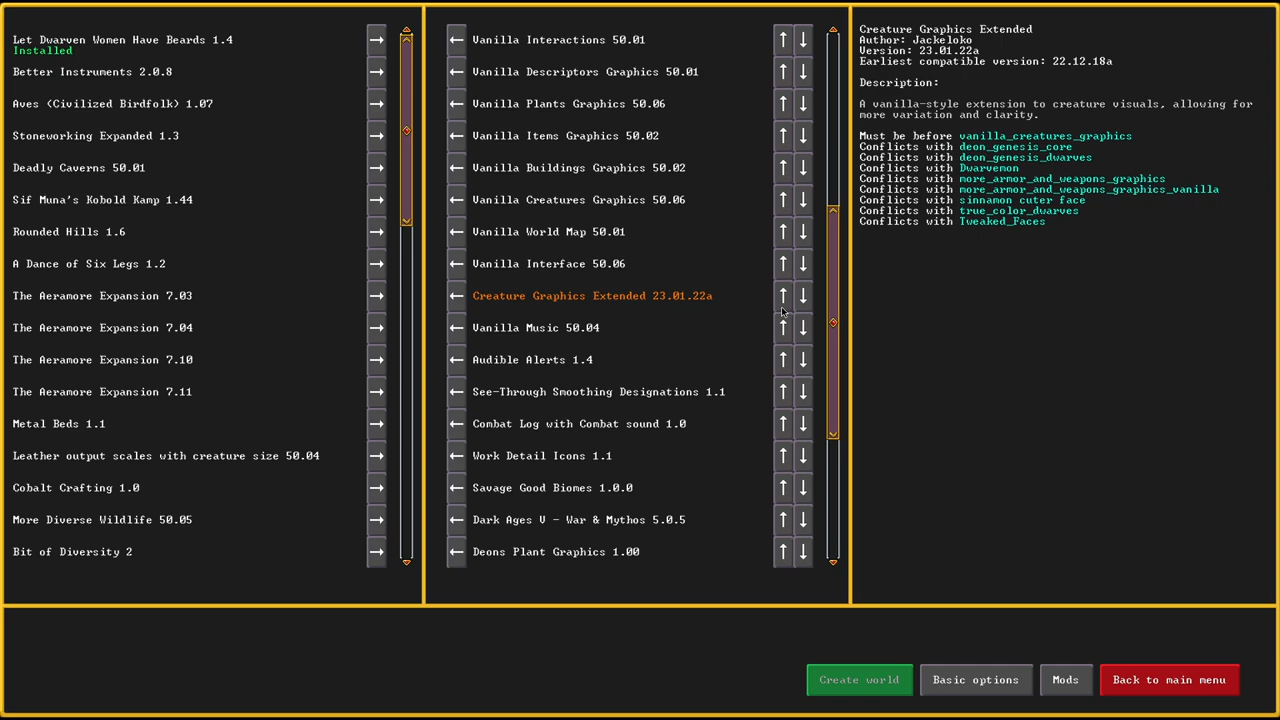 Let Dwarven Women Have Beards 1.4
Installed
Better Instruments 2.0.8
Aves (Civilized Birdfolk) 1.07
Stoneworking Expanded 1.3
Deadly Caverns 50.01
Sif Muna's Kobold Kamp 1.44
Rounded Hills 1.6
A Dance of Six Legs 1.2
The Aeramore Expansion 7.03
The Aeramore Expansion 7.04
The Aeramore Expansion 7.10
The Aeramore Expansion 7.11
Metal Beds 1.1
Leather output scales with creature size 50.04
Cobalt Crafting 1.0
More Diverse Wildlife 50.05
Bit of Diversity 2
Vanilla Interactions 50.01
Vanilla Descriptors Graphics 50.01
Vanilla Plants Graphics 50.06
Vanilla Items Graphics 50.02
Vanilla Buildings Graphics 50.02
Vanilla Creatures Graphics 50.06
Vanilla World Map 50.01
Vanilla Interface 50.06
Creature Graphics Extended 23.01.22a
Vanilla Music 50.04
Audible Alerts 1.4
See-Through Smoothing Designations 1.1
Combat Log with Combat sound 1.0
Work Detail Icons 1.1
Savage Good Biomes 1.0.0
Dark Ages V - War & Mythos 5.0.5
Deons Plant Graphics 1.00
Creature Graphics Extended
Author: Jackeloko
Version: 23.01.22a
Earliest compatible version: 22.12.18a
Description:
A vanilla-style extension to creature visuals, allowing for
more variation and clarity.
Must be before vanilla_creatures_graphics
Conflicts with deon_genesis_core
Conflicts with deon_genesis_dwarves
Conflicts with Dwarvemon
Conflicts with more_armor_and_weapons_graphics
Conflicts with more_armor_and_weapons_graphics_vanilla
Conflicts with sinnamon cuter face
Conflicts with true_color_dwarves
Conflicts with Tweaked_Faces
Create world
Basic options
Mods
Back to main menu